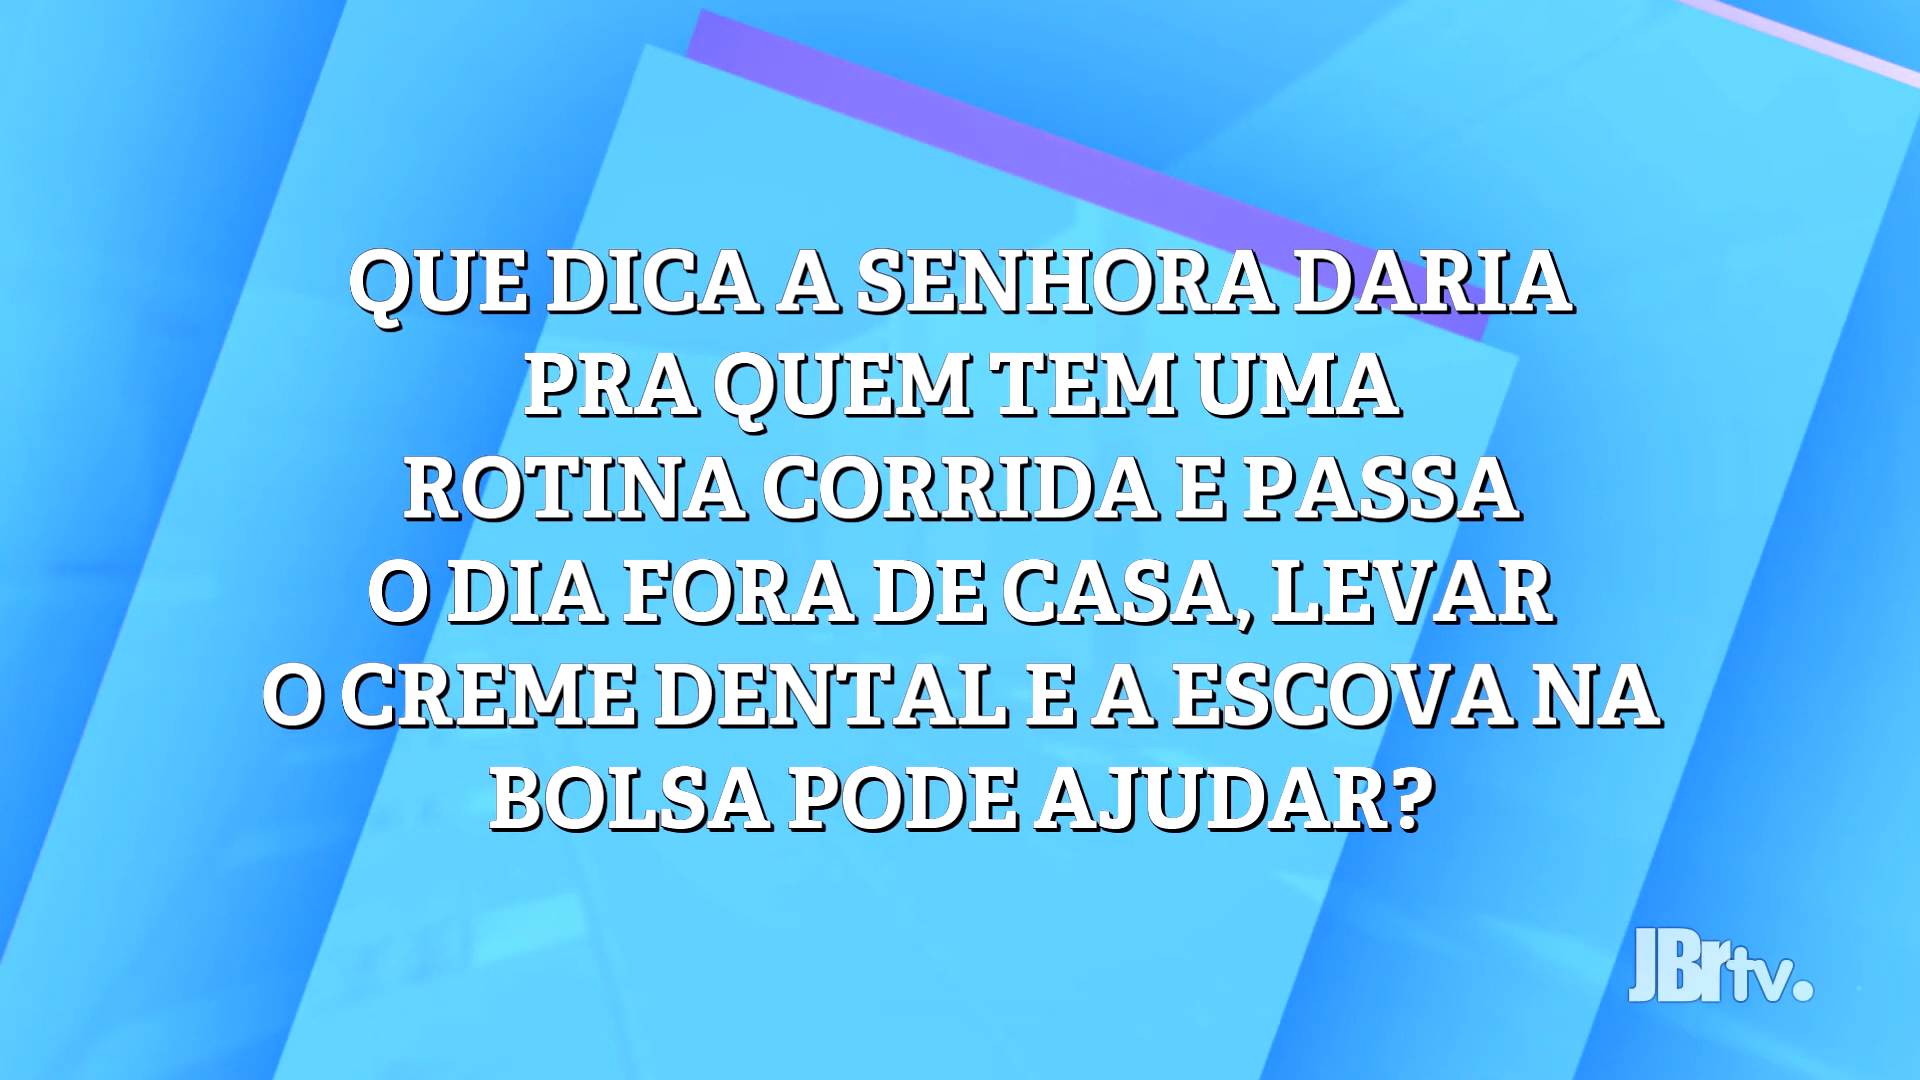 QUE DICA A SENHORA DARIA
PRA QUEM TEM UMA
ROTINA CORRIDA E PASSA
O DIA FORA DE CASA, LEVAR
O CREME DENTAL E A ESCOVA NA
BOLSA PODE AJUDAR?
JBrtv.